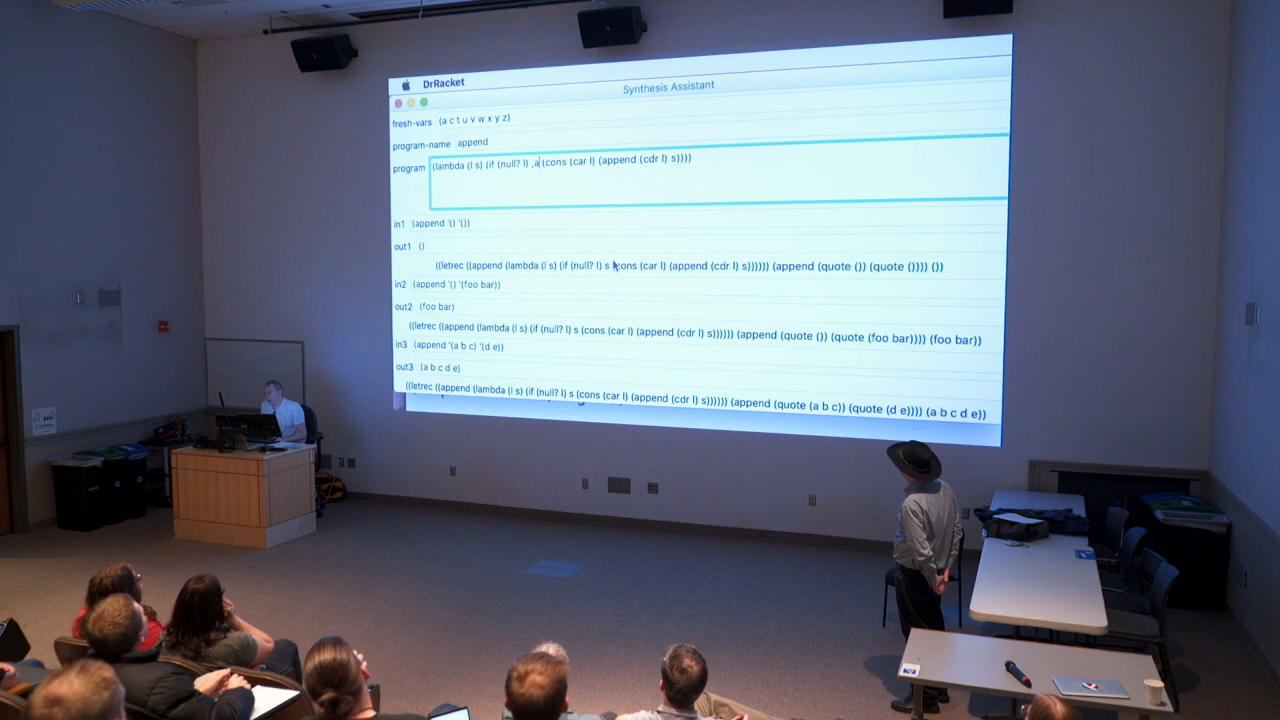 DrRacket
Synthesis Assistant
fresh-vars (a c t u v w x y z)
program-name append
program (lambda (l s) (if (null? l) ,a (cons (car l) (append (cdr l) s))))
in1 (append '() '())
out1 ()
((letrec ((append (lambda (l s) (if (null? l) s (cons (car l) (append (cdr l) s)))))) (append (quote ()) (quote ()))) ())
in2 (append '() '(foo bar))
out2 (foo bar)
((letrec ((append (lambda (l s) (if (null? l) s (cons (car l) (append (cdr l) s)))))) (append (quote ()) (quote (foo bar)))) (foo bar))
in3 (append '(a b c) '(d e))
out3 (a b c d e)
((letrec ((append (lambda (l s) (if (null? l) s (cons (car l) (append (cdr l) s)))))) (append (quote (a b c)) (quote (d e)))) (a b c d e))